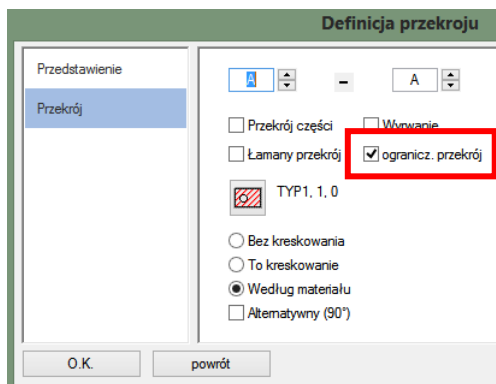 Definicja przekroju
Przedstawienie
Przekrój
A – A
Przekrój części Wyrwanie
Łamany przekrój ogranicz. przekrój
TYP1, 1, 0
Bez kreskowania
To kreskowanie
Według materiału
Alternatywny (90°)
O.K. powrót